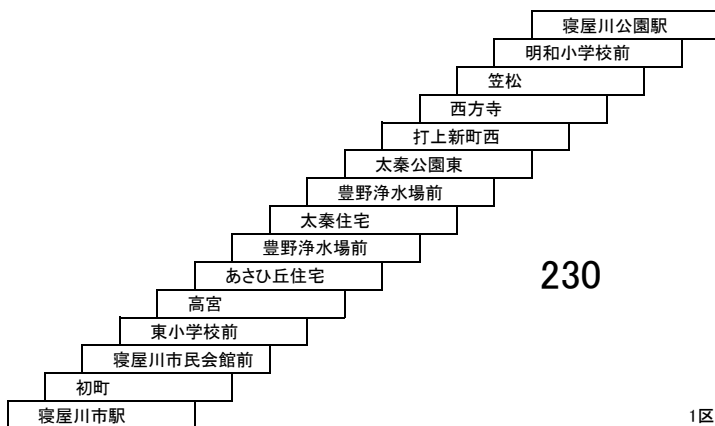 寝屋川公園駅
明和小学校前
笠松
西方寺
打上新町西
太秦公園東
豊野浄水場前
太秦住宅
豊野浄水場前
あさひ丘住宅
230
高宮
東小学校前
寝屋川市民会館前
初町
寝屋川市駅
1区